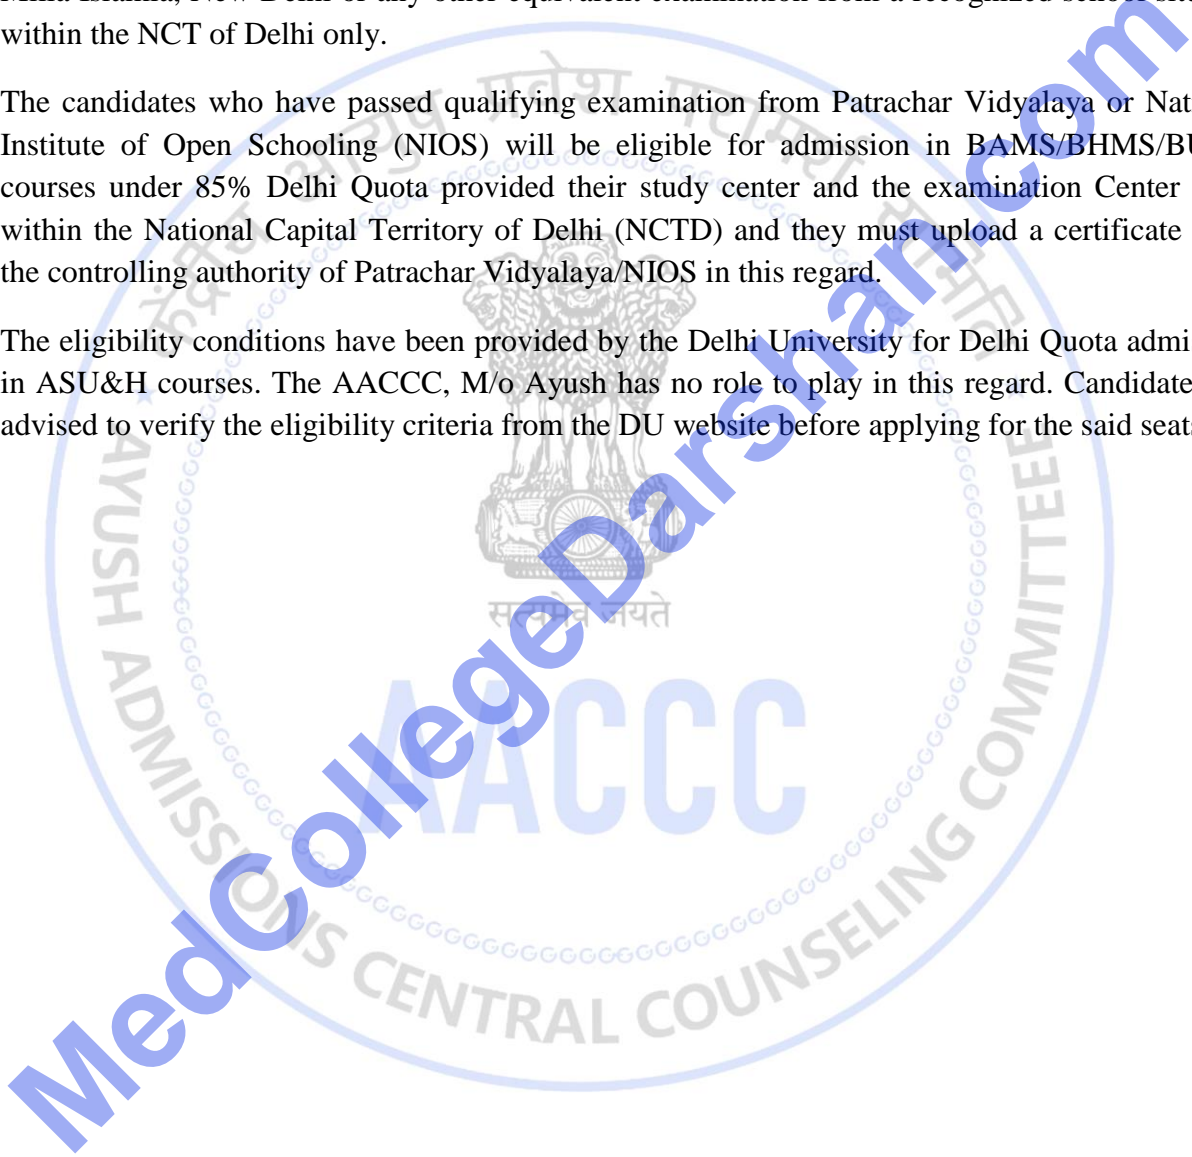 Milla Islamia, New Delhi or any other equivalent examination from a recognized school
within the NCT of Delhi only.
The candidates who have passed qualifying examination from Patrachar Vidyalaya or Nat
Institute of Open Schooling (NIOS) will be eligible for admission in BAMS/BHMS/BU
courses under 85% Delhi Quota provided their study center and the examination Center
within the National Capital Territory of Delhi (NCTD) and they must upload a certificate
the controlling authority of Patrachar Vidyalaya/NIOS in this regard.
The eligibility conditions have been provided by the Delhi University for Delhi Quota admi
in ASU&H courses. The AACCC, M/o Ayush has no role to play in this regard. Candidate
advised to verify the eligibility criteria from the DU website before applying for the said seats
केंद्रीय आयुष प्रवेश परामर्श समिति
सत्यमेव जयते
AACCC
AYUSH ADMISSIONS CENTRAL COUNSELING COMMITTEE
MedCollegeDarshan.com